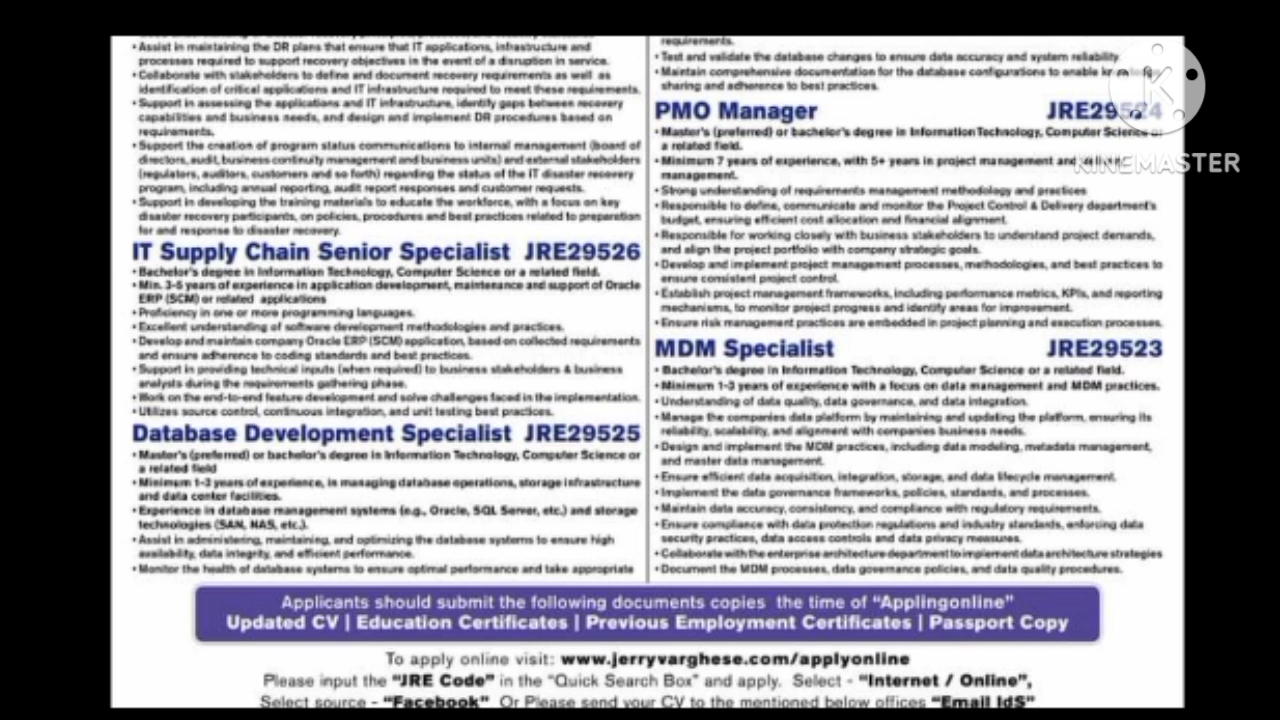 • Assist in maintaining the DR plans that ensure that IT applications, infrastructure and
processes required to support recovery objectives in the event of a disruption in service.
• Collaborate with stakeholders to define and document recovery requirements as well as
identification of critical applications and IT infrastructure required to meet these requirements.
• Support in assessing the applications and IT infrastructure, identify gaps between recovery
capabilities and business needs, and design and implement DR procedures based on
requirements.
• Support the creation of program status communications to internal management (board of
directors, audit, business continuity management and business units) and external stakeholders
(regulators, auditors, customers and so forth) regarding the status of the IT disaster recovery
program, including annual reporting, audit report responses and customer requests.
• Support in developing the training materials to educate the workforce, with a focus on key
disaster recovery participants, on policies, procedures and best practices related to preparation
for and response to disaster recovery.
IT Supply Chain Senior Specialist JRE29526
• Bachelor's degree in Information Technology, Computer Science or a related field.
• Min. 3-5 years of experience in application development, maintenance and support of Oracle
ERP (SCM) or related applications
• Proficiency in one or more programming languages.
• Excellent understanding of software development methodologies and practices.
• Develop and maintain company Oracle ERP (SCM) application, based on collected requirements
and ensure adherence to coding standards and best practices.
• Support in providing technical inputs (when required) to business stakeholders & business
analysts during the requirements gathering phase.
• Work on the end-to-end feature development and solve challenges faced in the implementation.
• Utilizes source control, continuous integration, and unit testing best practices.
Database Development Specialist JRE29525
• Master's (preferred) or bachelor's degree in Information Technology, Computer Science or
a related field
• Minimum 1-3 years of experience, in managing database operations, storage infrastructure
and data center facilities.
• Experience in database management systems (e.g., Oracle, SQL Server, etc.) and storage
technologies (SAN, NAS, etc.).
• Assist in administering, maintaining, and optimizing the database systems to ensure high
availability, data integrity, and efficient performance.
• Monitor the health of database systems to ensure optimal performance and take appropriate
requirements.
• Test and validate the database changes to ensure data accuracy and system reliability
• Maintain comprehensive documentation for the database configurations to enable
sharing and adherence to best practices.
PMO Manager JRE29524
• Master's (preferred) or bachelor's degree in Information Technology, Computer Science or
a related field.
• Minimum 7 years of experience, with 5+ years in project management and
management.
• Strong understanding of requirements management methodology and practices
• Responsible to define, communicate and monitor the Project Control & Delivery department's
budget, ensuring efficient cost allocation and financial alignment.
• Responsible for working closely with business stakeholders to understand project demands,
and align the project portfolio with company strategic goals.
• Develop and implement project management processes, methodologies, and best practices to
ensure consistent project control.
• Establish project management frameworks, including performance metrics, KPIs, and reporting
mechanisms, to monitor project progress and identify areas for improvement.
• Ensure risk management practices are embedded in project planning and execution processes.
MDM Specialist JRE29523
• Bachelor's degree in Information Technology, Computer Science or a related field.
• Minimum 1-3 years of experience with a focus on data management and MDM practices.
• Understanding of data quality, data governance, and data integration.
• Manage the companies data platform by maintaining and updating the platform, ensuring its
reliability, scalability, and alignment with companies business needs.
• Design and implement the MDM practices, including data modeling, metadata management,
and master data management.
• Ensure efficient data acquisition, integration, storage, and data lifecycle management.
• Implement the data governance frameworks, policies, standards, and processes.
• Maintain data accuracy, consistency, and compliance with regulatory requirements.
• Ensure compliance with data protection regulations and industry standards, enforcing data
security practices, data access controls and data privacy measures.
• Collaborate with the enterprise architecture department to implement data architecture strategies
• Document the MDM processes, data governance policies, and data quality procedures.
KINEMASTER
Applicants should submit the following documents copies the time of “Applingonline”
Updated CV | Education Certificates | Previous Employment Certificates | Passport Copy
To apply online visit: www.jerryvarghese.com/applyonline
Please input the “JRE Code” in the “Quick Search Box” and apply. Select - “Internet / Online”,
Select source - “Facebook” Or Please send your CV to the mentioned below offices “Email IdS”